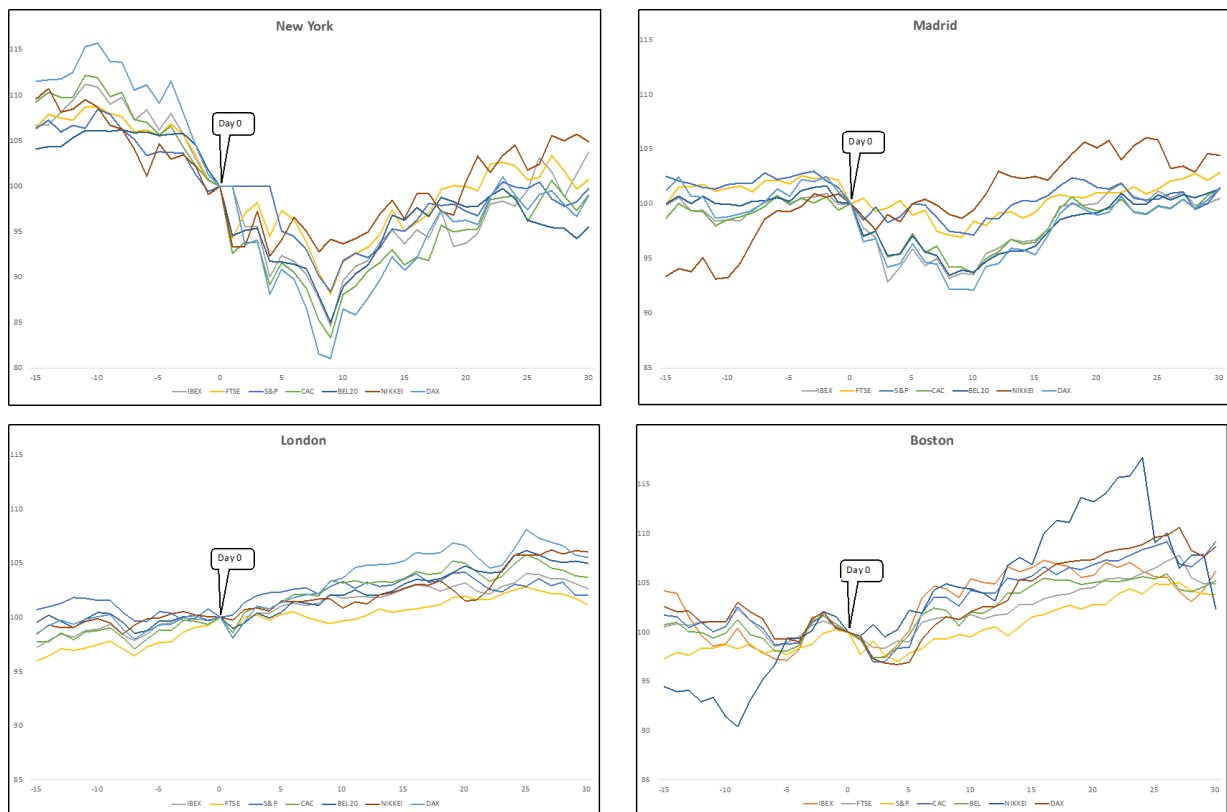 New York
115
110
105
100
95
90
85
80
Day 0
-15 -10 -5 0 5 10 15 20 25 30
IBEX FTSE S&P CAC BEL20 NIKKEI DAX
Madrid
115
110
105
100
95
90
85
Day 0
-15 -10 -5 0 5 10 15 20 25 30
IBEX FTSE S&P CAC BEL20 NIKKEI DAX
London
115
110
105
100
95
90
85
Day 0
-15 -10 -5 0 5 10 15 20 25 30
IBEX FTSE S&P CAC BEL20 NIKKEI DAX
Boston
115
110
105
100
95
90
85
Day 0
-15 -10 -5 0 5 10 15 20 25 30
IBEX FTSE S&P CAC BEL NIKKEI DAX